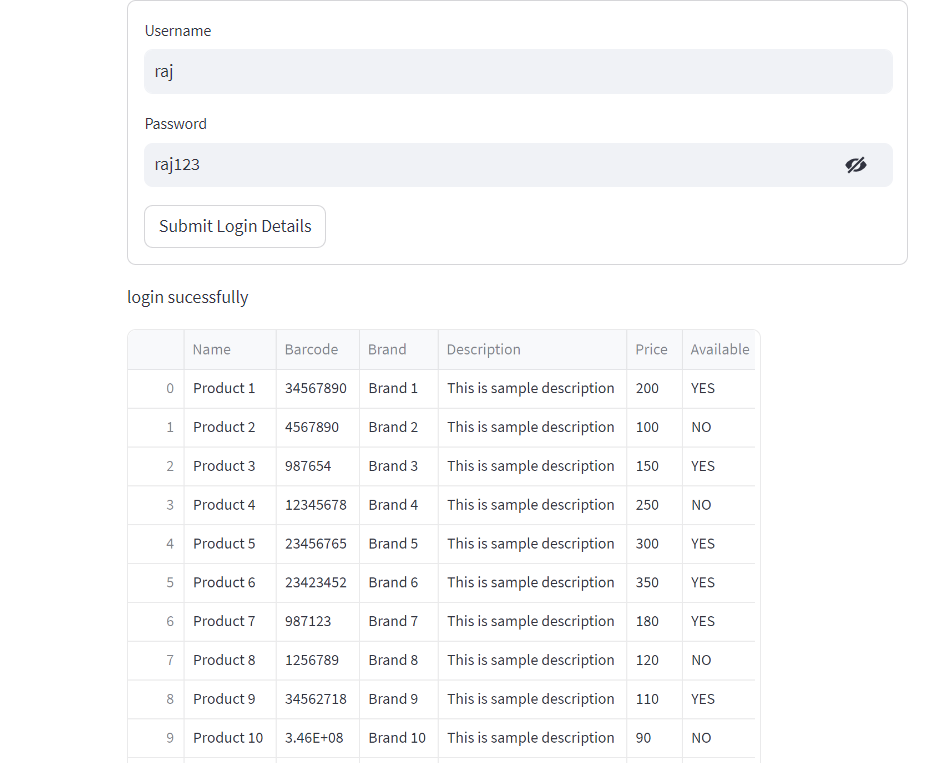 Username
raj
Password
raj123
Submit Login Details
login sucessfully
Name Barcode Brand Description Price Available
0 Product 1 34567890 Brand 1 This is sample description 200 YES
1 Product 2 4567890 Brand 2 This is sample description 100 NO
2 Product 3 987654 Brand 3 This is sample description 150 YES
3 Product 4 12345678 Brand 4 This is sample description 250 NO
4 Product 5 23456765 Brand 5 This is sample description 300 YES
5 Product 6 23423452 Brand 6 This is sample description 350 YES
6 Product 7 987123 Brand 7 This is sample description 180 YES
7 Product 8 1256789 Brand 8 This is sample description 120 NO
8 Product 9 34562718 Brand 9 This is sample description 110 YES
9 Product 10 3.46E+08 Brand 10 This is sample description 90 NO